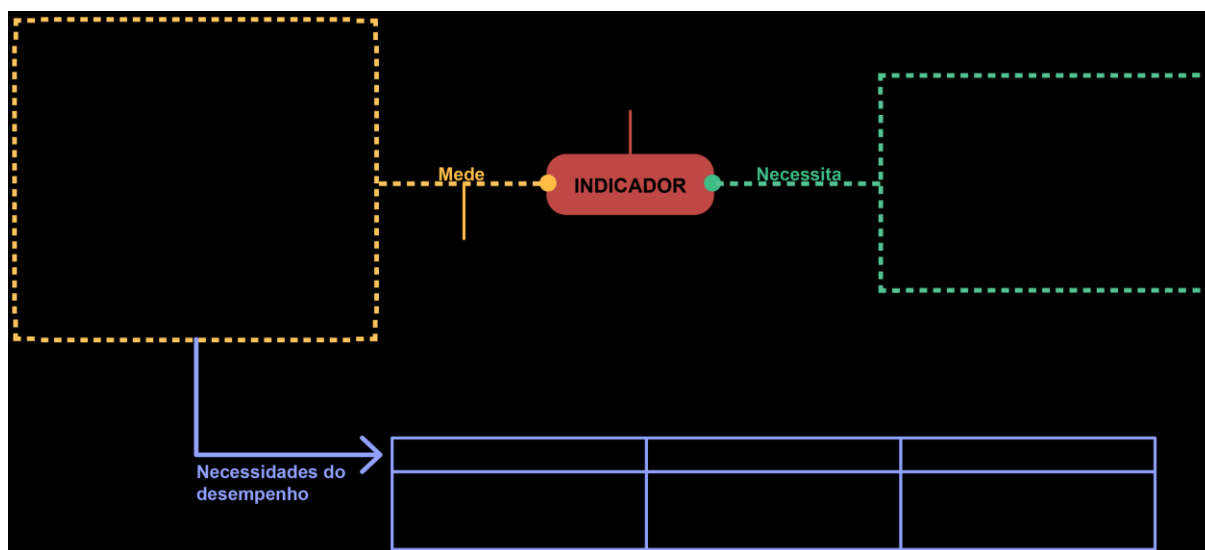 Mede
INDICADOR
Necessita
Necessidades do
desempenho